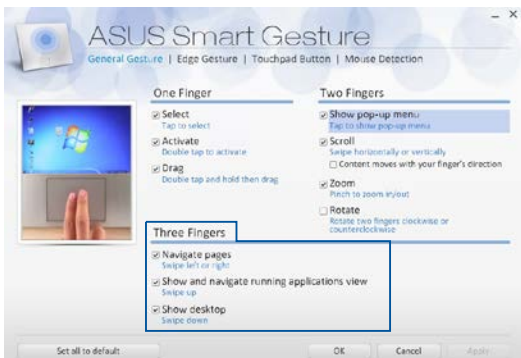 ASUS Smart Gesture
General Gesture | Edge Gesture | Touchpad Button | Mouse Detection
One Finger
Select
Tap to select
Activate
Double tap to activate
Drag
Double tap and hold then drag
Two Fingers
Show pop-up menu
Tap to show pop-up menu
Scroll
Swipe horizontally or vertically
Content moves with your finger's direction
Zoom
Pinch to zoom in/out
Rotate
Rotate two fingers clockwise or
counterclockwise
Three Fingers
Navigate pages
Swipe left or right
Show and navigate running applications view
Swipe up
Show desktop
Swipe down
Set all to default
OK
Cancel
Apply